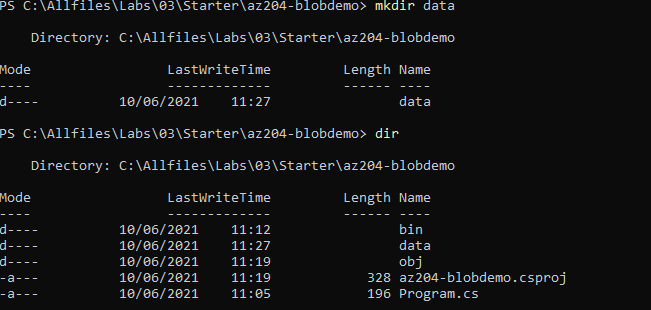 PS C:\Allfiles\Labs\03\Starter\az204-blobdemo> mkdir data
Directory: C:\Allfiles\Labs\03\Starter\az204-blobdemo
Mode LastWriteTime Length Name
---- ------------- ------ ----
d---- 10/06/2021 11:27 data
PS C:\Allfiles\Labs\03\Starter\az204-blobdemo> dir
Directory: C:\Allfiles\Labs\03\Starter\az204-blobdemo
Mode LastWriteTime Length Name
---- ------------- ------ ----
d---- 10/06/2021 11:12 bin
d---- 10/06/2021 11:27 data
d---- 10/06/2021 11:19 obj
-a--- 10/06/2021 11:19 328 az204-blobdemo.csproj
-a--- 10/06/2021 11:05 196 Program.cs